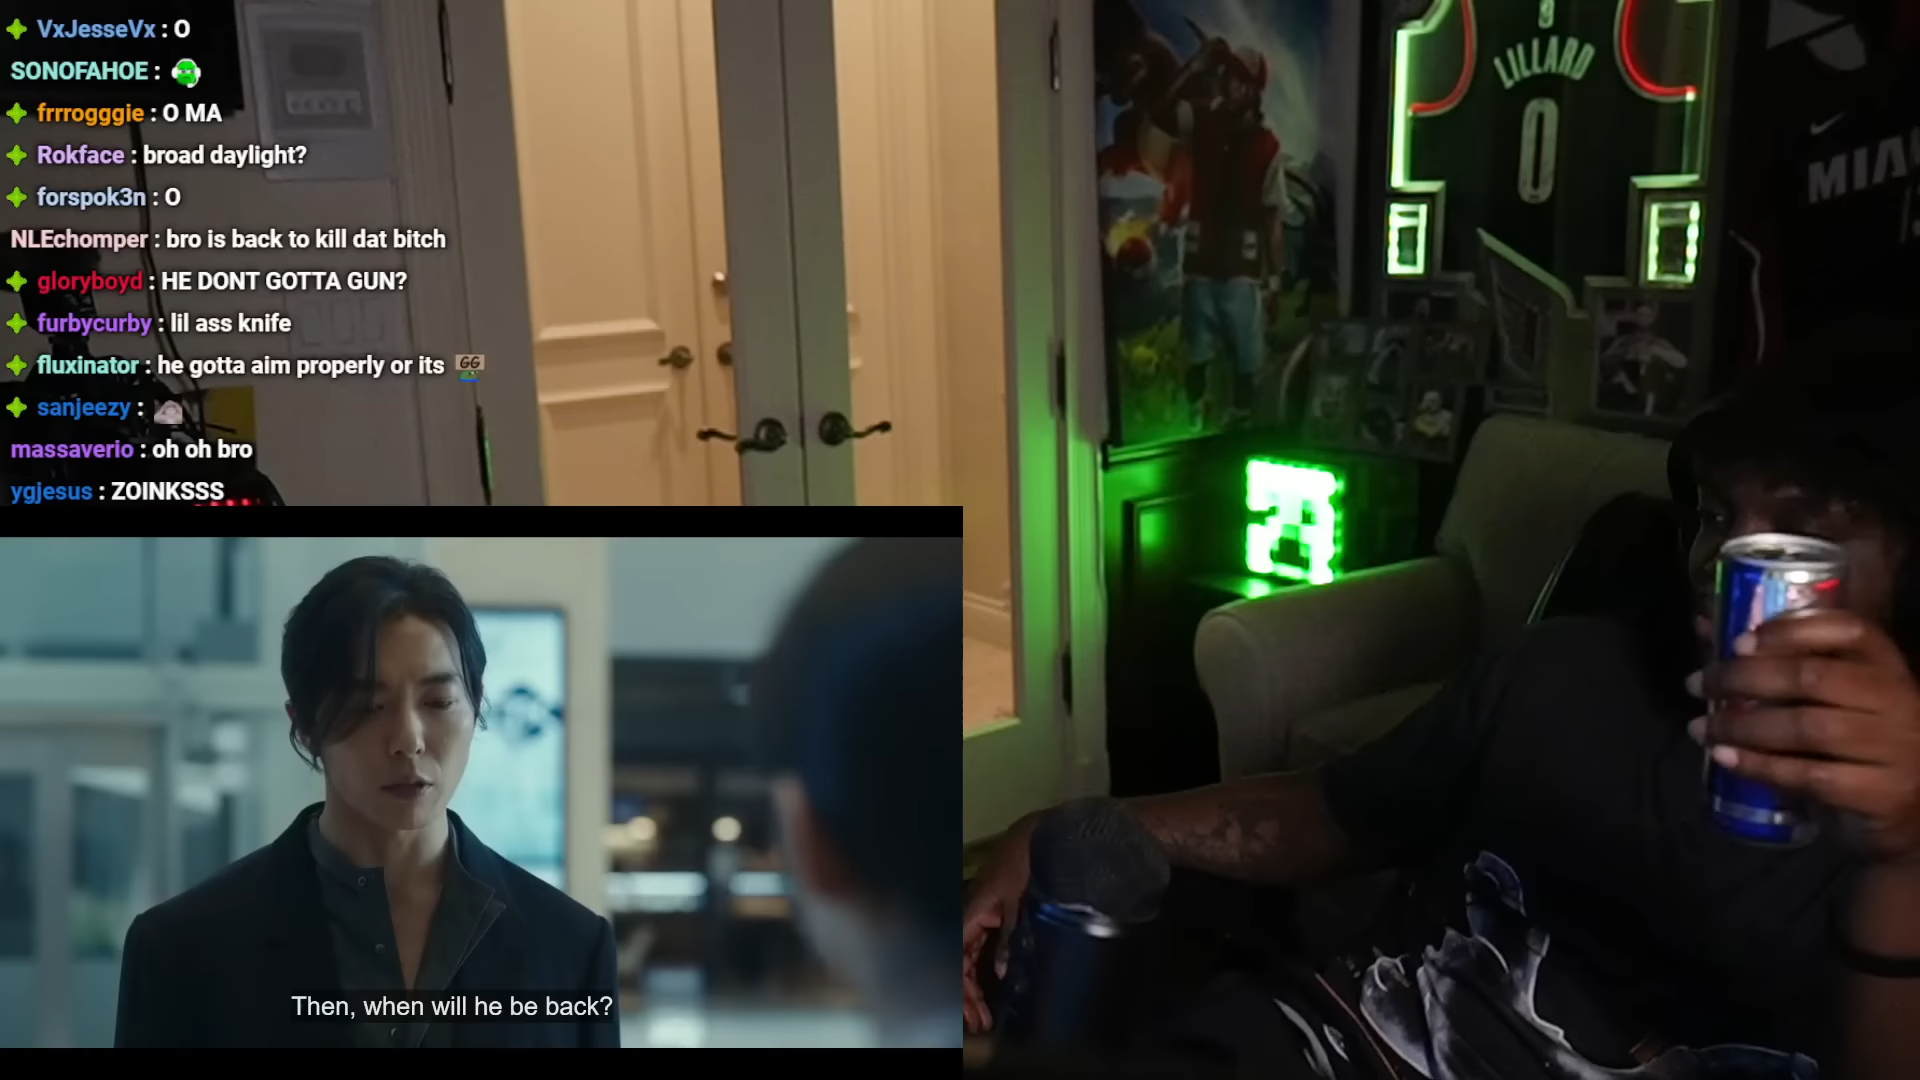 VxJesseVx : O
SONOFAHOE :
frrrogggie : O MA
Rokface : broad daylight?
forspok3n : O
NLEchomper : bro is back to kill dat bitch
gloryboyd : HE DONT GOTTA GUN?
furbycurby : lil ass knife
fluxinator : he gotta aim properly or its GG
sanjeezy :
massaverio : oh oh bro
ygjesus : ZOINKSSS
LILLARD
0
Then, when will he be back?